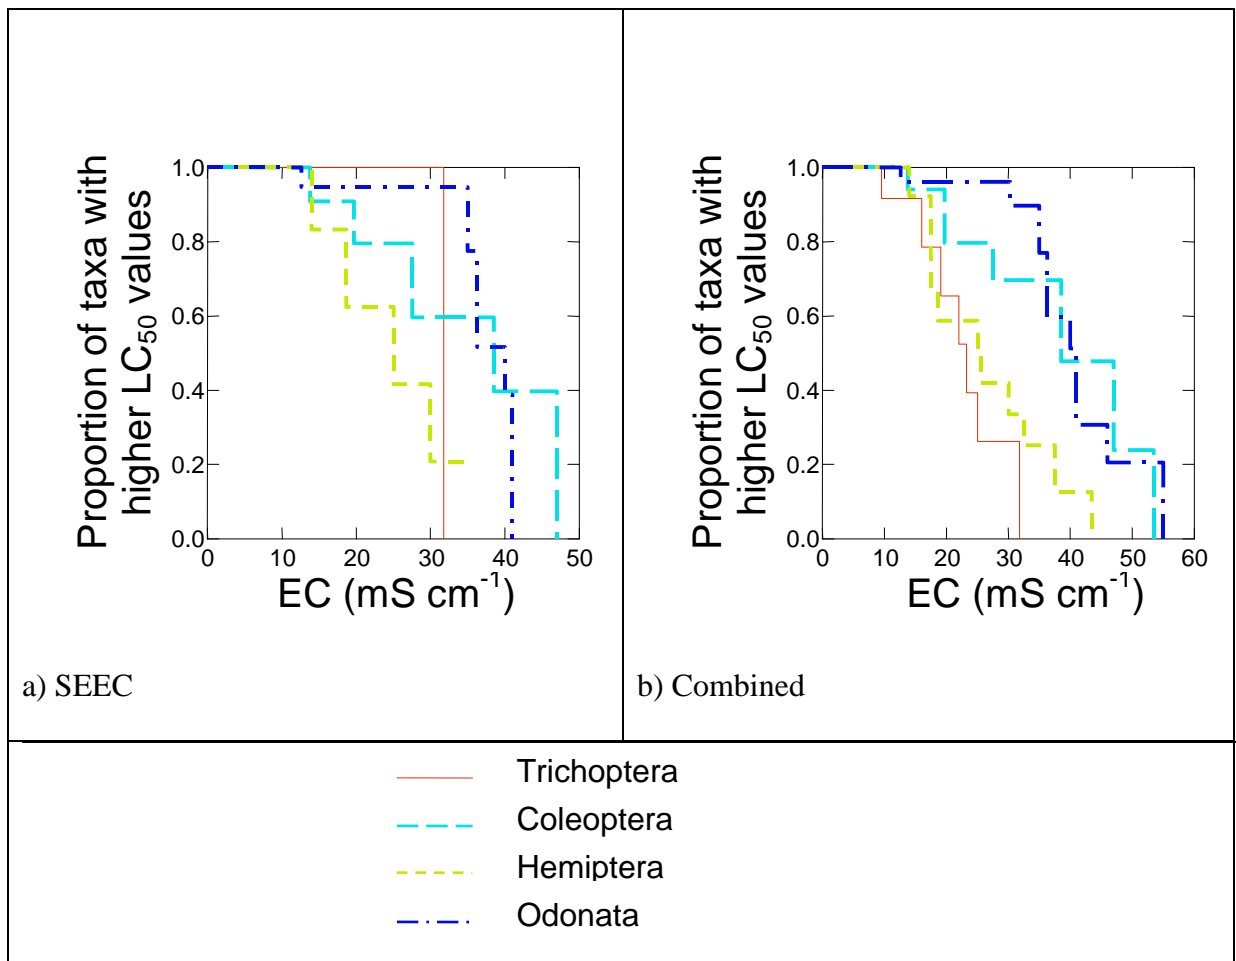 Proportion of taxa with
higher LC50 values
1.0
0.8
0.6
0.4
0.2
0.0
0 10 20 30 40 50
EC (mS cm-1)
a) SEEC
Proportion of taxa with
higher LC50 values
1.0
0.8
0.6
0.4
0.2
0.0
0 10 20 30 40 50 60
EC (mS cm-1)
b) Combined
Trichoptera
Coleoptera
Hemiptera
Odonata